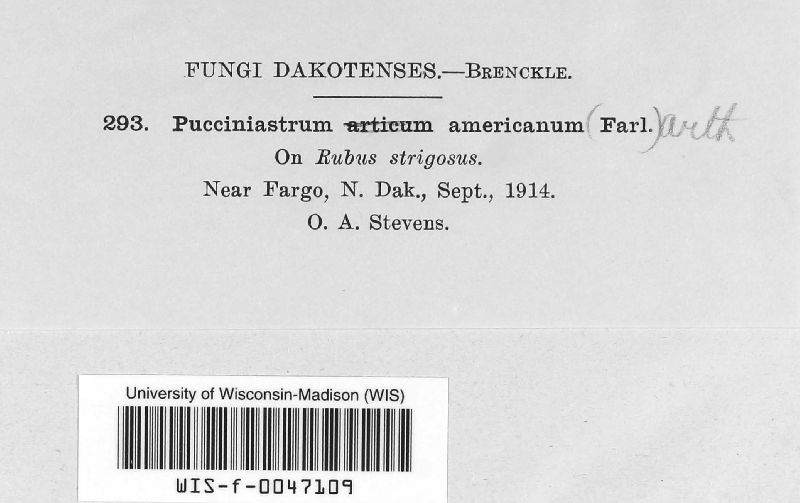 FUNGI DAKOTENSES.—BRENCKLE.
293. Pucciniastrum articum americanum (Farl.) arth
On Rubus strigosus.
Near Fargo, N. Dak., Sept., 1914.
O. A. Stevens.
University of Wisconsin-Madison (WIS)
WIS-f-0047109